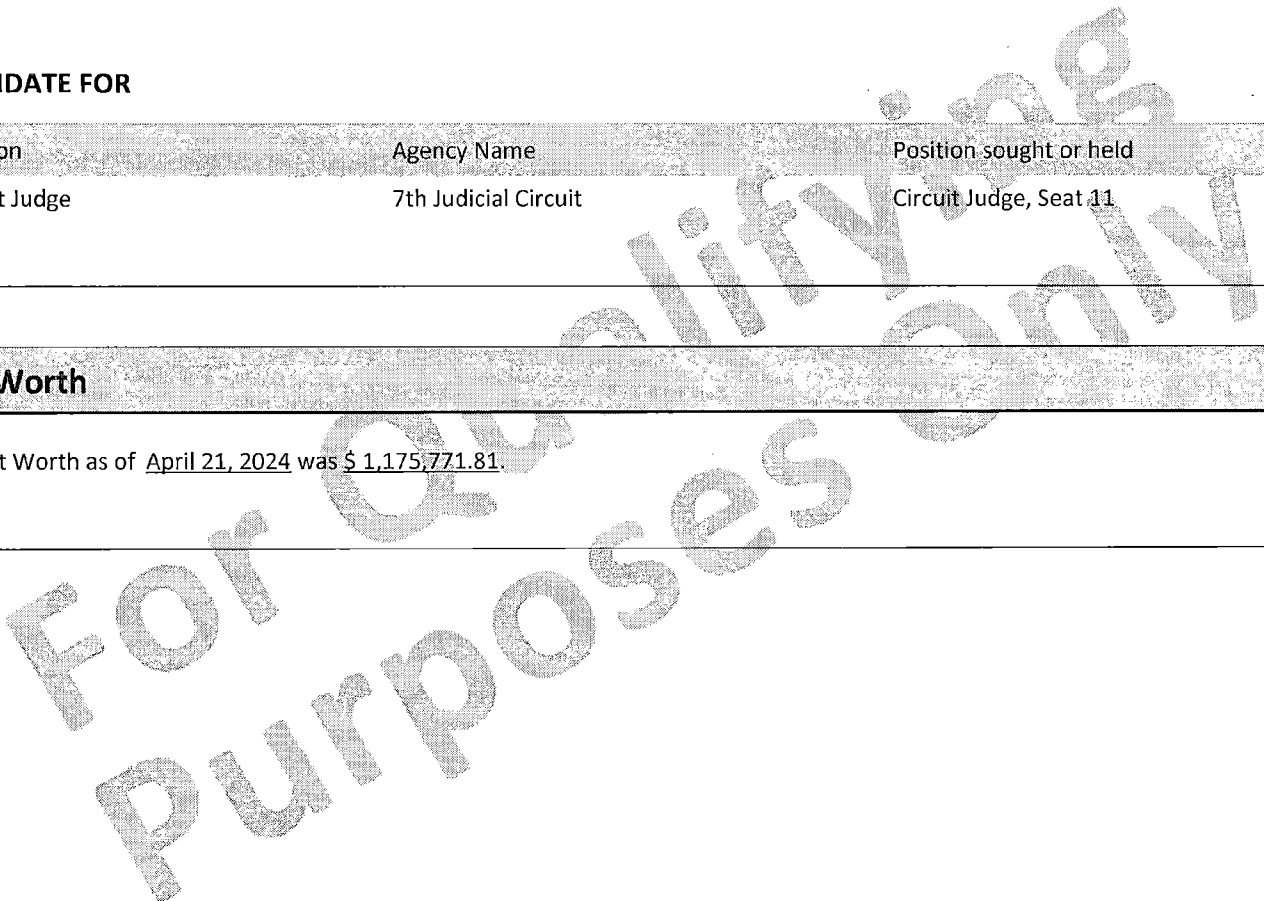 IDATE FOR
on Agency Name Position sought or held
t Judge 7th Judicial Circuit Circuit Judge, Seat 11
Worth
t Worth as of April 21, 2024 was $ 1,175,771.81.
For Qualifying
Purposes Only